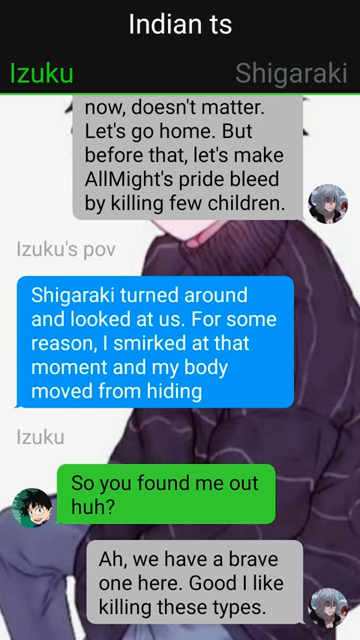 Indian ts
Izuku Shigaraki
now, doesn't matter.
Let's go home. But
before that, let's make
AllMight's pride bleed
by killing few children.
Izuku's pov
Shigaraki turned around
and looked at us. For some
reason, I smirked at that
moment and my body
moved from hiding
Izuku
So you found me out
huh?
Ah, we have a brave
one here. Good I like
killing these types.